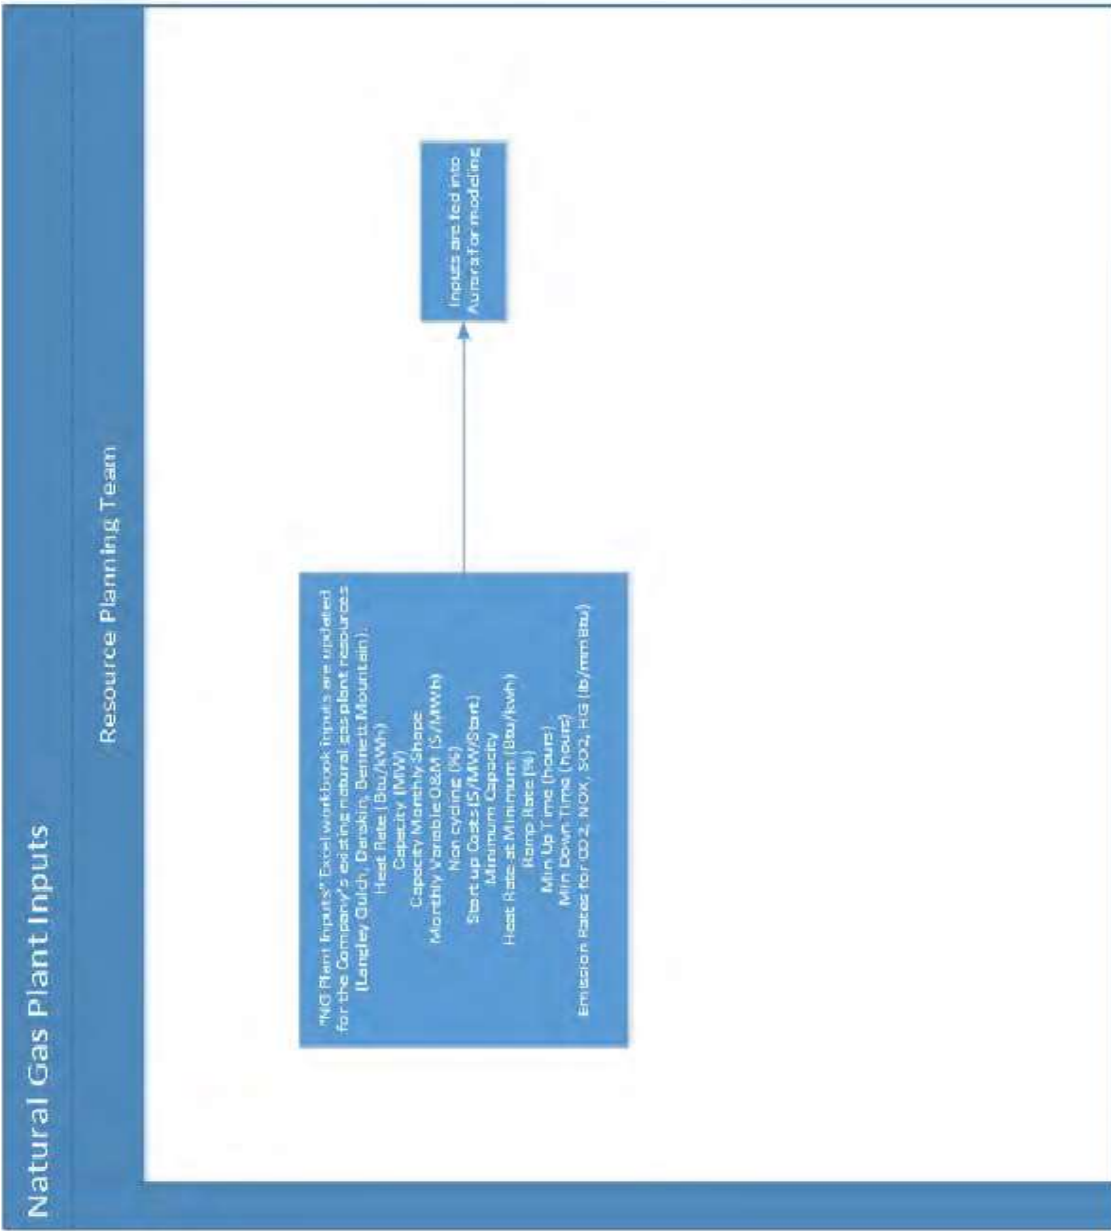 Natural Gas Plant Inputs
Resource Planning Team
"NG Plant Inputs" Excel workbook inputs are updated
for the Company's existing natural gas plant resources
(Langley Gulch, Danskin, Bennett Mountain).
Heat Rate (Btu/kWh)
Capacity (MW)
Capacity Monthly Shape
Monthly Variable O&M ($/MWh)
Non cycling (%)
Start up Costs ($/MW/Start)
Minimum Capacity
Heat Rate at Minimum (Btu/kwh)
Ramp Rate (%)
Min Up Time (hours)
Min Down Time (hours)
Emission Rates for CO2, NOX, SO2, HG (lb/mmBtu)
Inputs are fed into
Aurora for modeling